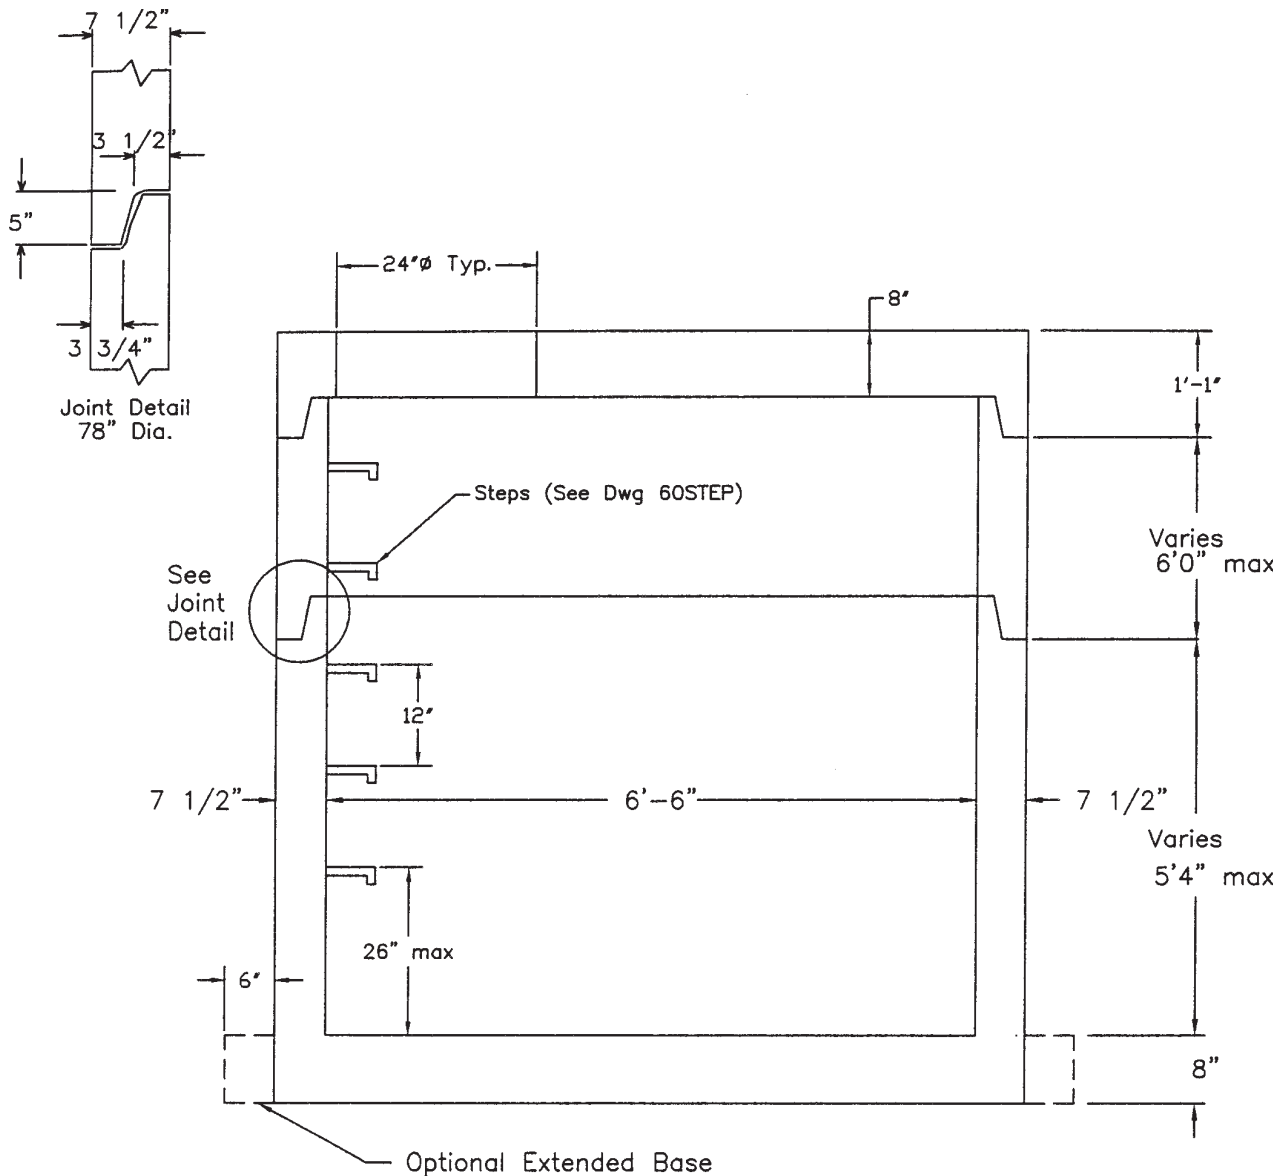 7 1/2"
3 1/2"
5"
3 3/4"
Joint Detail
78" Dia.
24"ø Typ.
8"
1'-1"
Steps (See Dwg 60STEP)
Varies
6'0" max
See
Joint
Detail
12"
7 1/2"
6'-6"
7 1/2"
Varies
5'4" max
26" max
6"
8"
Optional Extended Base